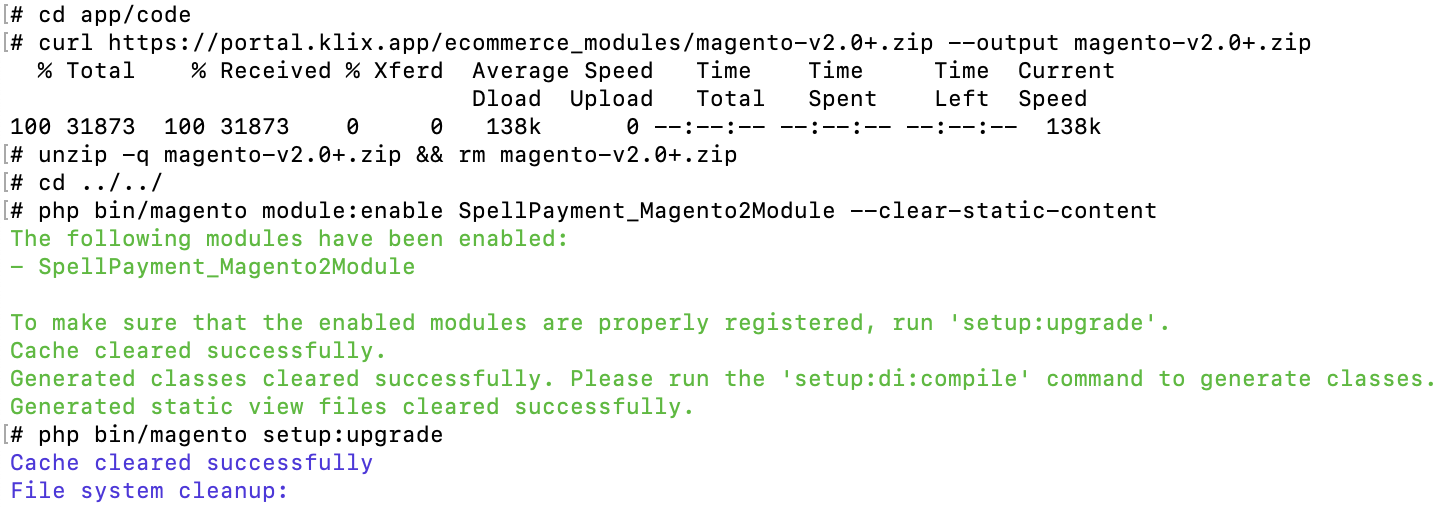 [# cd app/code
[# curl https://portal.klix.app/ecommerce_modules/magento-v2.0+.zip --output magento-v2.0+.zip
  % Total    % Received % Xferd  Average Speed   Time    Time     Time  Current
                                 Dload  Upload   Total   Spent    Left  Speed
100 31873  100 31873    0     0   138k      0 --:--:-- --:--:-- --:--:--  138k
[# unzip -q magento-v2.0+.zip && rm magento-v2.0+.zip
[# cd ../../
[# php bin/magento module:enable SpellPayment_Magento2Module --clear-static-content
The following modules have been enabled:
- SpellPayment_Magento2Module

To make sure that the enabled modules are properly registered, run 'setup:upgrade'.
Cache cleared successfully.
Generated classes cleared successfully. Please run the 'setup:di:compile' command to generate classes.
Generated static view files cleared successfully.
[# php bin/magento setup:upgrade
Cache cleared successfully
File system cleanup: